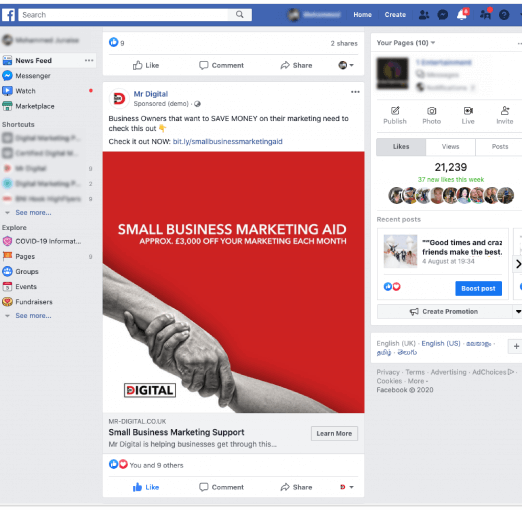 Search
Home
Create
News Feed
Messenger
Watch
Marketplace
Shortcuts
Mr Digital
9
2
9
See more...
Explore
COVID-19 Informat...
Pages
9
Groups
Events
Fundraisers
See more...
9
2 shares
Like
Comment
Share
Mr Digital
Sponsored (demo) ·
Business Owners that want to SAVE MONEY on their marketing need to
check this out 👇
Check it out NOW: bit.ly/smallbusinessmarketingaid
SMALL BUSINESS MARKETING AID
APPROX. £3,000 OFF YOUR MARKETING EACH MONTH
DIGITAL
MR-DIGITAL.CO.UK
Small Business Marketing Support
Mr Digital is helping businesses get through this...
Learn More
You and 9 others
Like
Comment
Share
Your Pages (10)
Publish
Photo
Live
Invite
Likes
Views
Posts
21,239
37 new likes this week
Recent posts
""Good times and craz
friends make the best.
4 August at 19:34
Boost post
Create Promotion
English (UK) · English (US) · മലയാളം ·
தமிழ் · తెలుగు
Privacy · Terms · Advertising · AdChoices ·
Cookies · More
Facebook © 2020